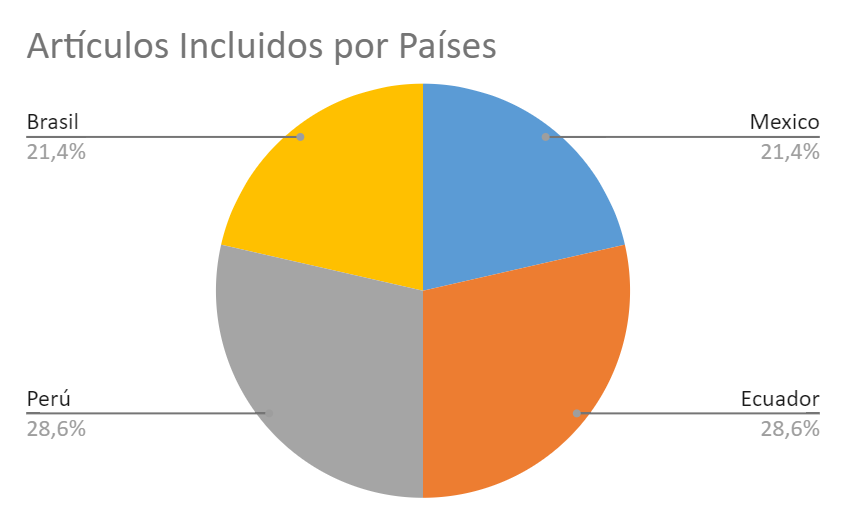 Artículos Incluidos por Países
Brasil
21,4%
Mexico
21,4%
Perú
28,6%
Ecuador
28,6%